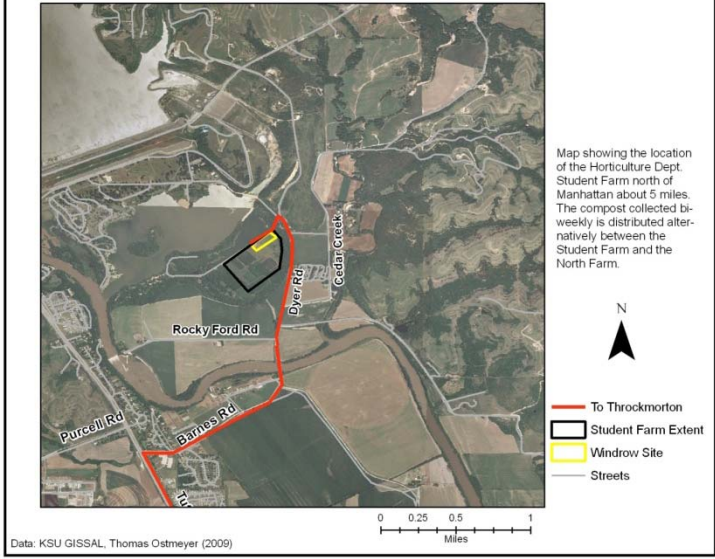 Map showing the location
of the Horticulture Dept.
Student Farm north of
Manhattan about 5 miles.
The compost collected bi-
weekly is distributed alter-
natively between the
Student Farm and the
North Farm.
N
Cedar Creek
Dyer Rd
Rocky Ford Rd
Purcell Rd
Barnes Rd
Tu
To Throckmorton
Student Farm Extent
Windrow Site
Streets
0 0.25 0.5 1
Miles
Data: KSU GISSAL, Thomas Ostmeyer (2009)